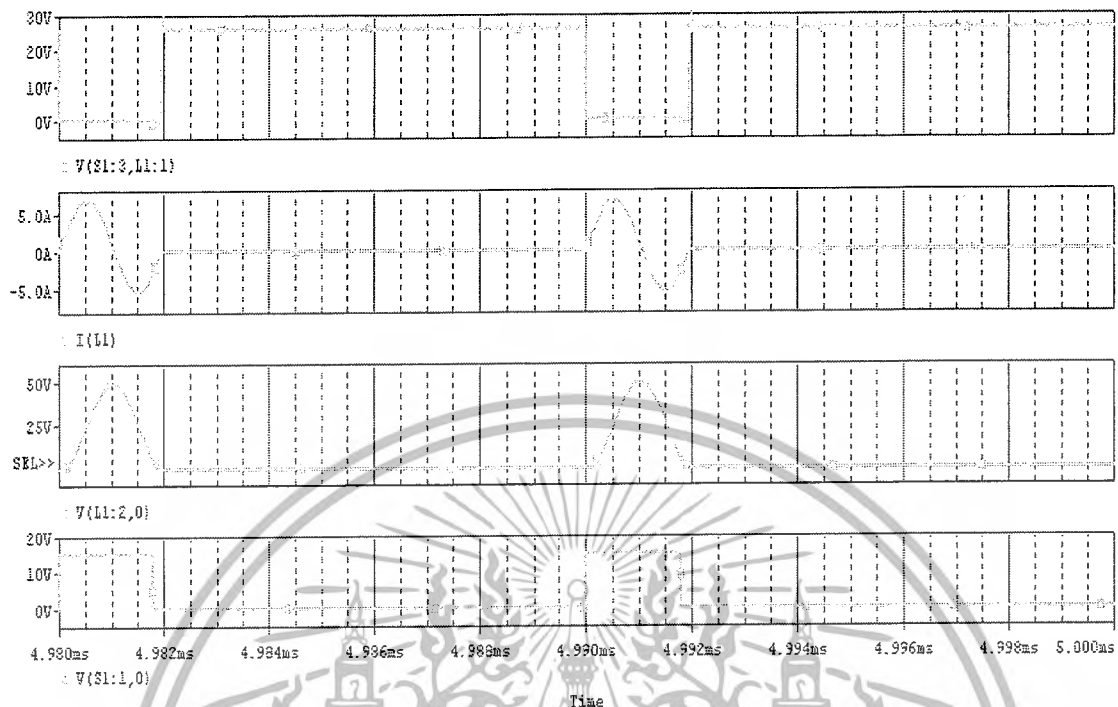 30V
20V
10V
0V
V(S1:3,L1:1)
5.0A
0A
-5.0A
I(L1)
50V
25V
SEL>>
V(L1:2,0)
20V
10V
0V
4.980ms 4.982ms 4.984ms 4.986ms 4.988ms 4.990ms 4.992ms 4.994ms 4.996ms 4.998ms 5.000ms
V(S1:1,0)
Time